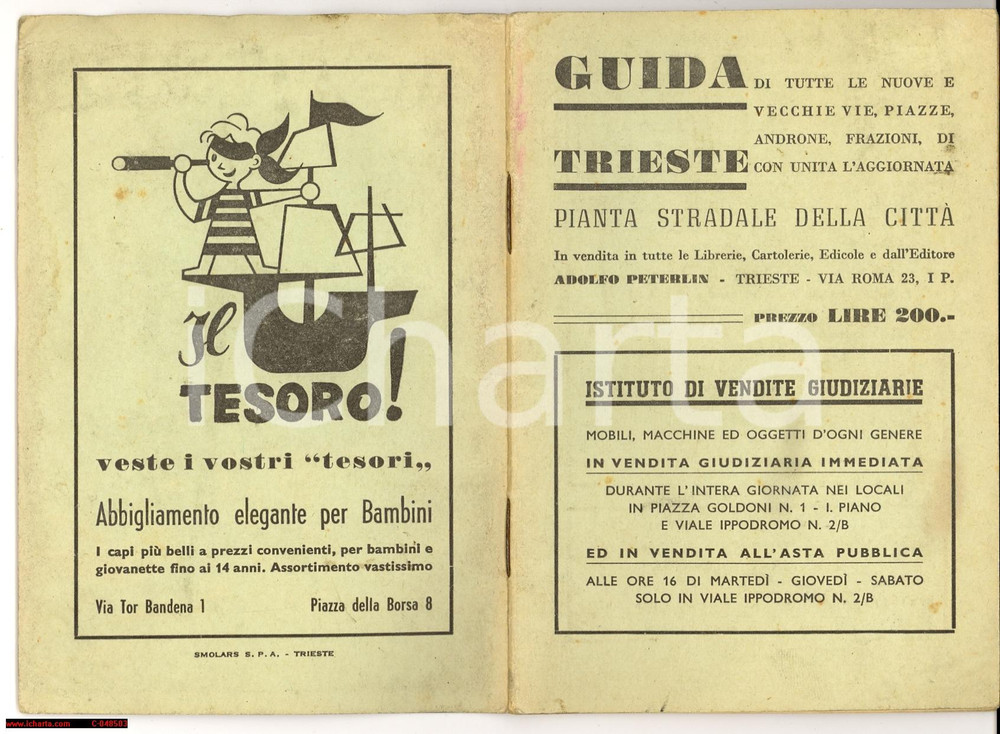 Il
TESORO!
veste i vostri “tesori„
Abbigliamento elegante per Bambini
I capi più belli a prezzi convenienti, per bambini e
giovanette fino ai 14 anni. Assortimento vastissimo
Via Tor Bandena 1 Piazza della Borsa 8
SMOLARS S. P. A. - TRIESTE
GUIDA DI TUTTE LE NUOVE E
VECCHIE VIE, PIAZZE,
ANDRONE, FRAZIONI, DI
TRIESTE CON UNITA L'AGGIORNATA
PIANTA STRADALE DELLA CITTÀ
In vendita in tutte le Librerie, Cartolerie, Edicole e dall'Editore
ADOLFO PETERLIN - TRIESTE - VIA ROMA 23, I P.
PREZZO LIRE 200.-
ISTITUTO DI VENDITE GIUDIZIARIE
MOBILI, MACCHINE ED OGGETTI D'OGNI GENERE
IN VENDITA GIUDIZIARIA IMMEDIATA
DURANTE L'INTERA GIORNATA NEI LOCALI
IN PIAZZA GOLDONI N. 1 - I. PIANO
E VIALE IPPODROMO N. 2/B
ED IN VENDITA ALL'ASTA PUBBLICA
ALLE ORE 16 DI MARTEDÌ - GIOVEDÌ - SABATO
SOLO IN VIALE IPPODROMO N. 2/B
iCharta
www.icharta.com C-048503